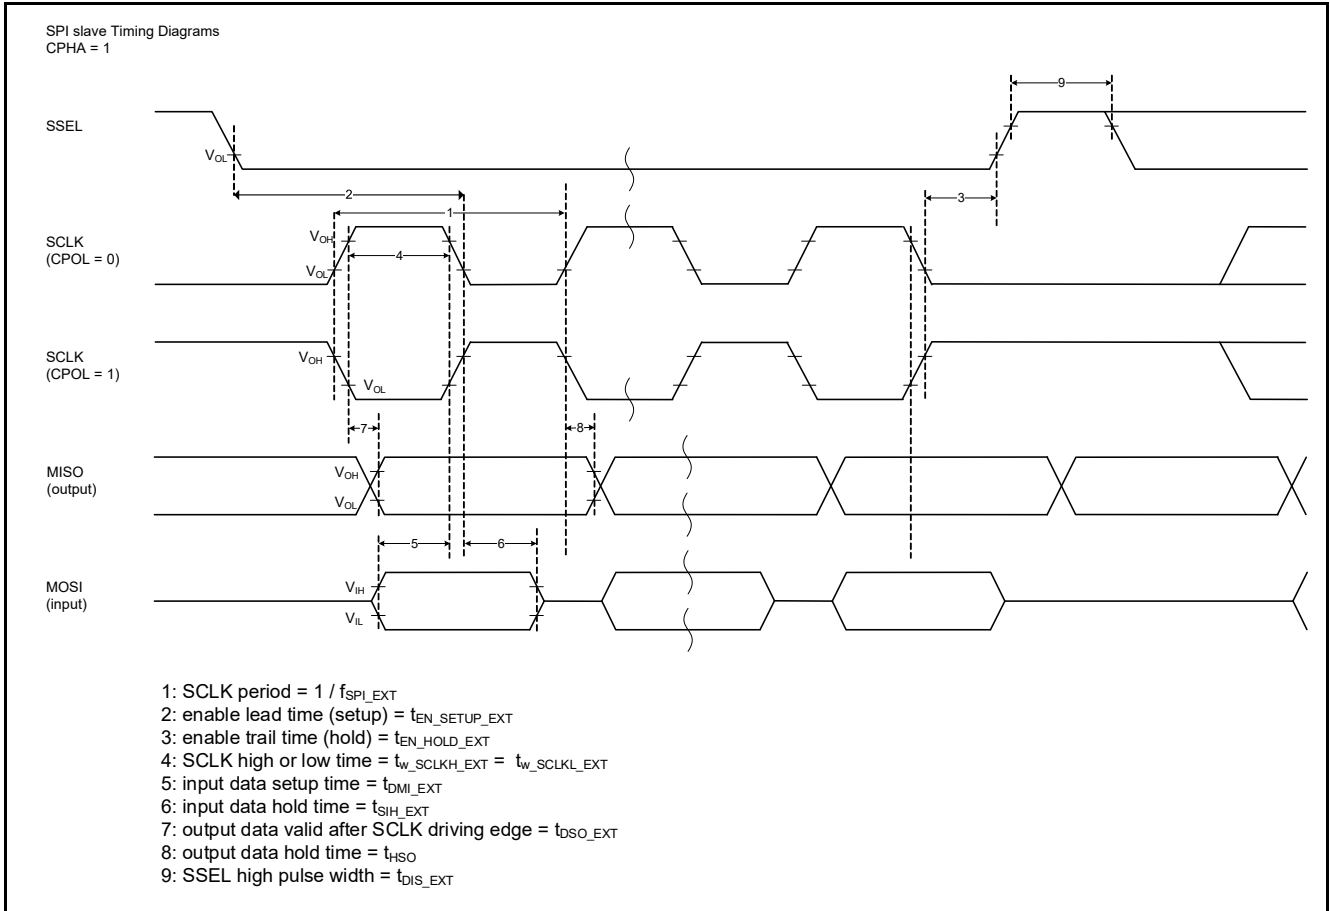 SPI slave Timing Diagrams
CPHA = 1
9
SSEL
VOL
2
3
1
SCLK
(CPOL = 0)
VOH
4
VOL
SCLK
(CPOL = 1)
VOH
VOL
7
8
MISO
(output)
VOH
VOL
5
6
MOSI
(input)
VIH
VIL
1: SCLK period = 1 / fSPI_EXT
2: enable lead time (setup) = tEN_SETUP_EXT
3: enable trail time (hold) = tEN_HOLD_EXT
4: SCLK high or low time = tw_SCLKH_EXT = tw_SCLKL_EXT
5: input data setup time = tDMI_EXT
6: input data hold time = tSIH_EXT
7: output data valid after SCLK driving edge = tDSO_EXT
8: output data hold time = tHSO
9: SSEL high pulse width = tDIS_EXT